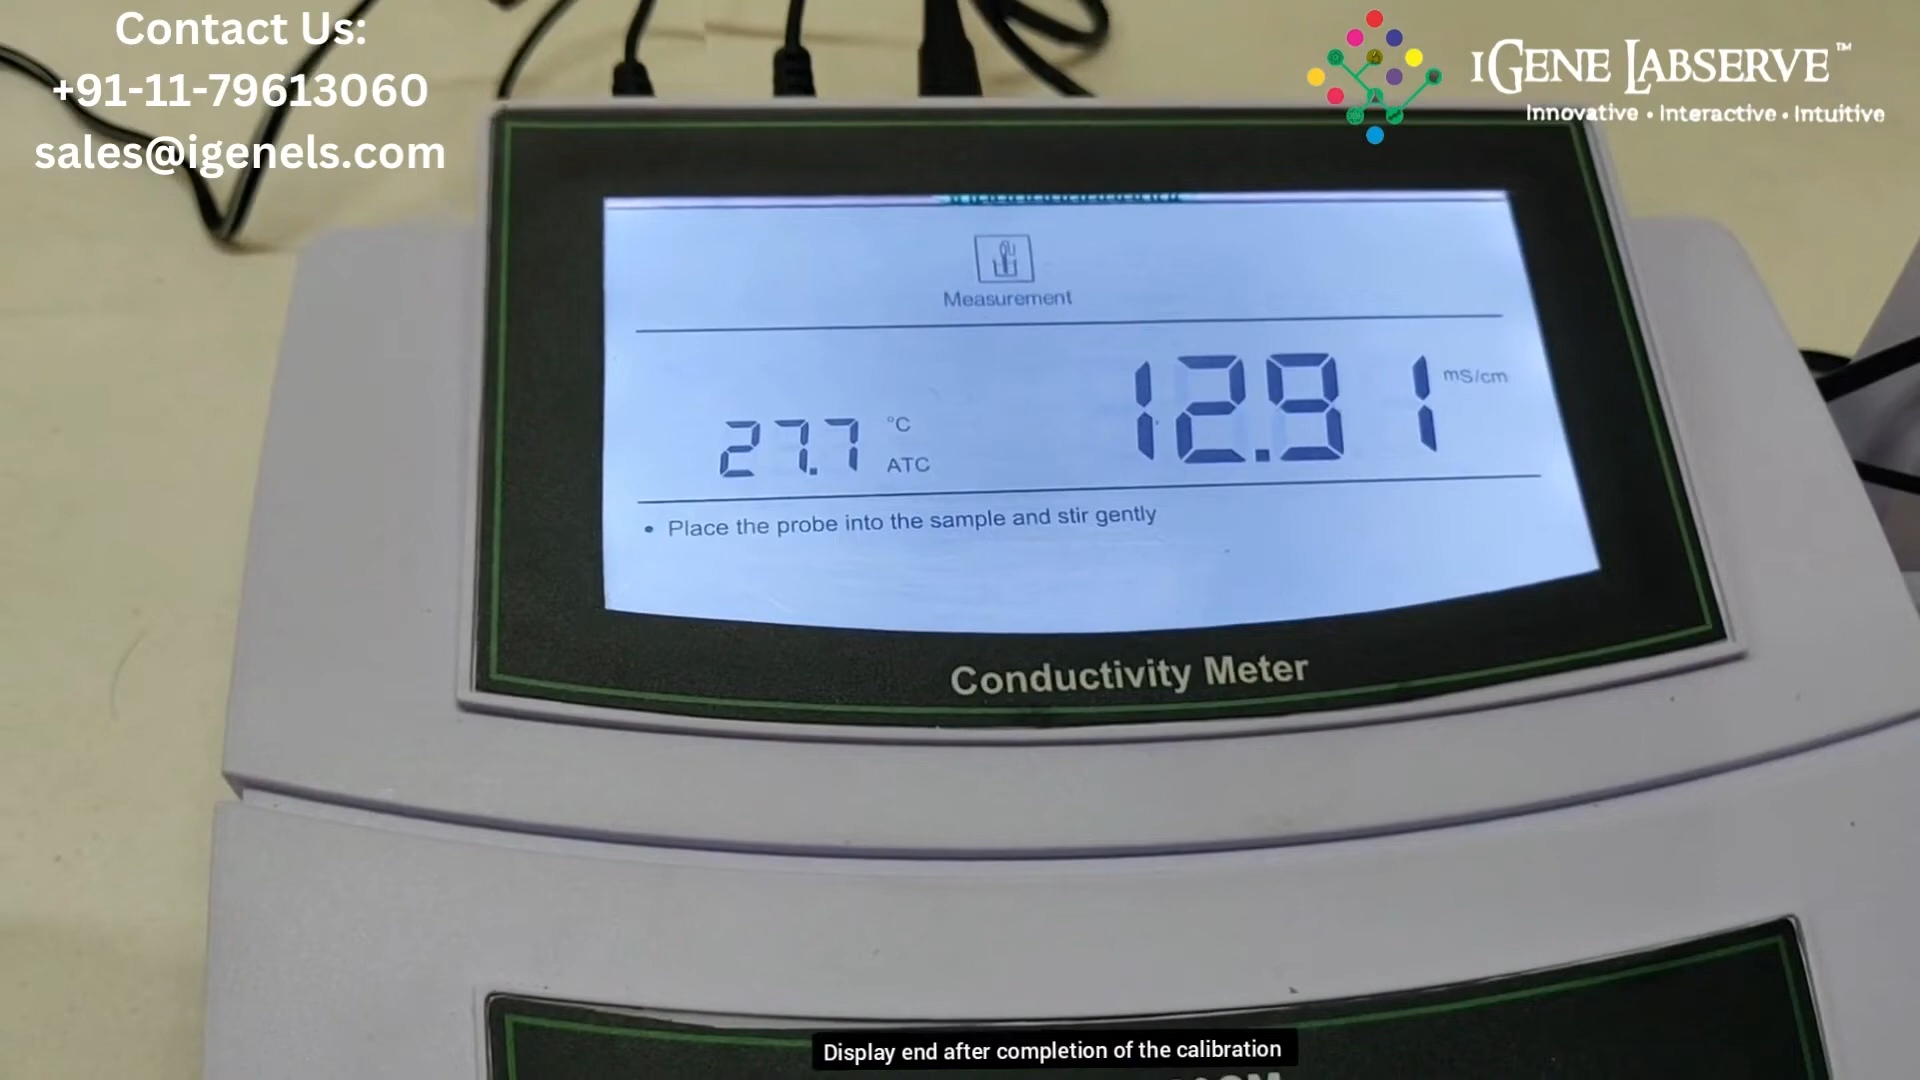 Contact Us:
+91-11-79613060
sales@igenels.com
iGENE LABSERVE™
Innovative • Interactive • Intuitive
Measurement
27.7 °C
ATC
12.91 mS/cm
• Place the probe into the sample and stir gently
Conductivity Meter
Display end after completion of the calibration